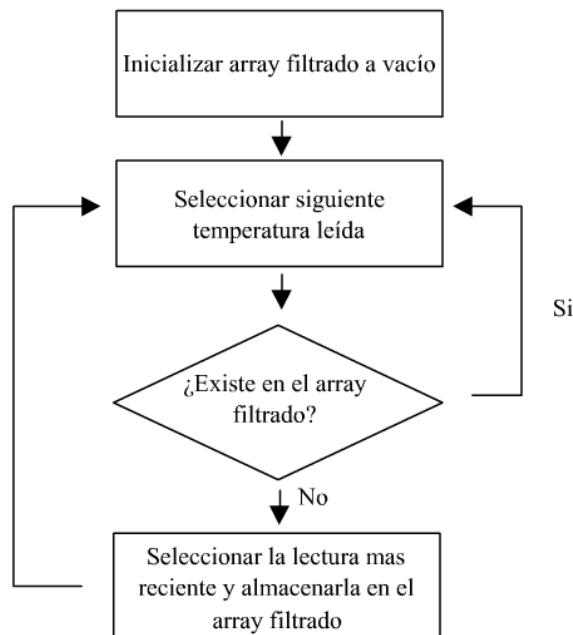 Inicializar array filtrado a vacío
Seleccionar siguiente
temperatura leída
Si
¿Existe en el array
filtrado?
No
Seleccionar la lectura mas
reciente y almacenarla en el
array filtrado